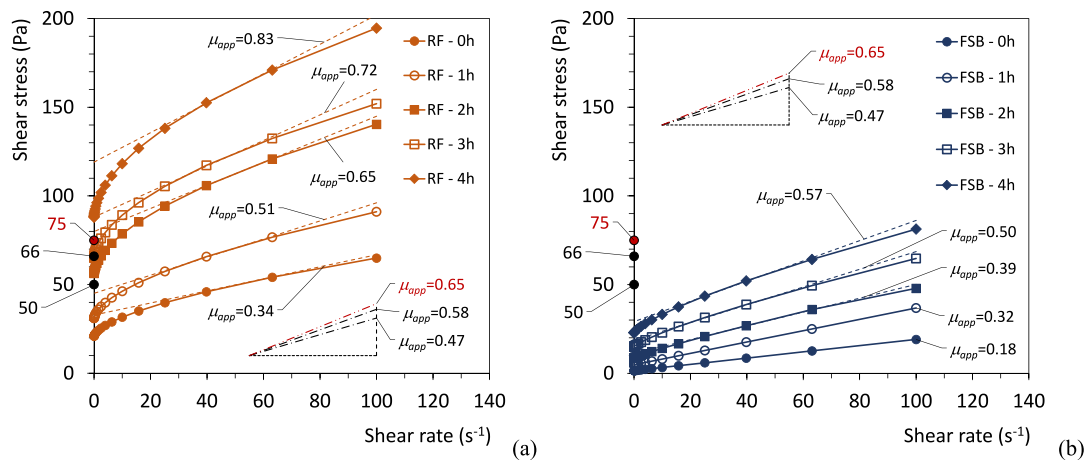 Shear stress (Pa)
200
150
100
50
0
75
66
50
0 20 40 60 80 100 120 140
Shear rate (s-1)
(a)
μapp=0.83
μapp=0.72
μapp=0.65
μapp=0.51
μapp=0.34
μapp=0.65
μapp=0.58
μapp=0.47
RF - 0h
RF - 1h
RF - 2h
RF - 3h
RF - 4h
Shear stress (Pa)
200
150
100
50
0
75
66
50
0 20 40 60 80 100 120 140
Shear rate (s-1)
(b)
μapp=0.65
μapp=0.58
μapp=0.47
μapp=0.57
μapp=0.50
μapp=0.39
μapp=0.32
μapp=0.18
FSB - 0h
FSB - 1h
FSB - 2h
FSB - 3h
FSB - 4h